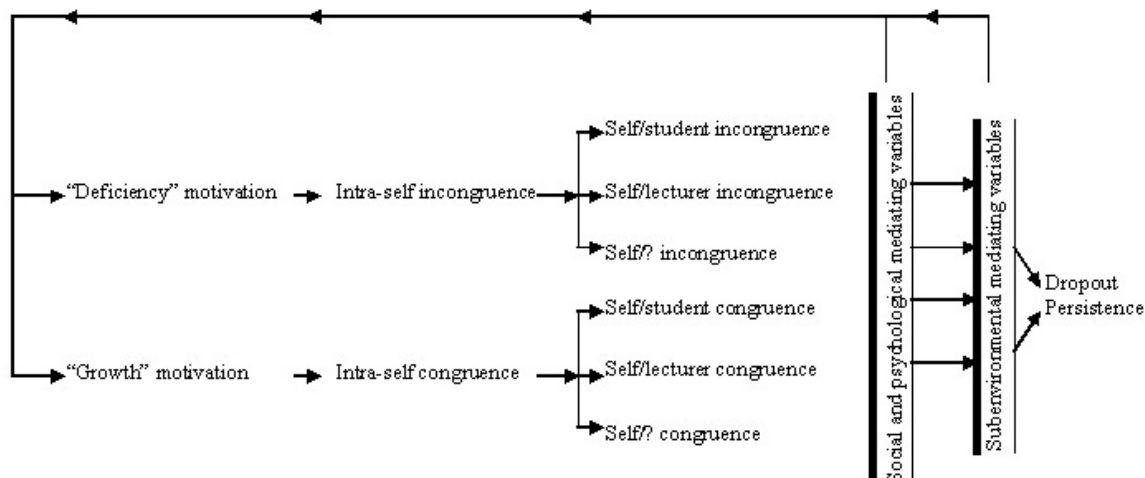 Self/student incongruence
“Deficiency” motivation
Intra-self incongruence
Self/lecturer incongruence
Self/? incongruence
Self/student congruence
“Growth” motivation
Intra-self congruence
Self/lecturer congruence
Self/? congruence
Social and psychological mediating variables
Subenvironmental mediating variables
Dropout
Persistence